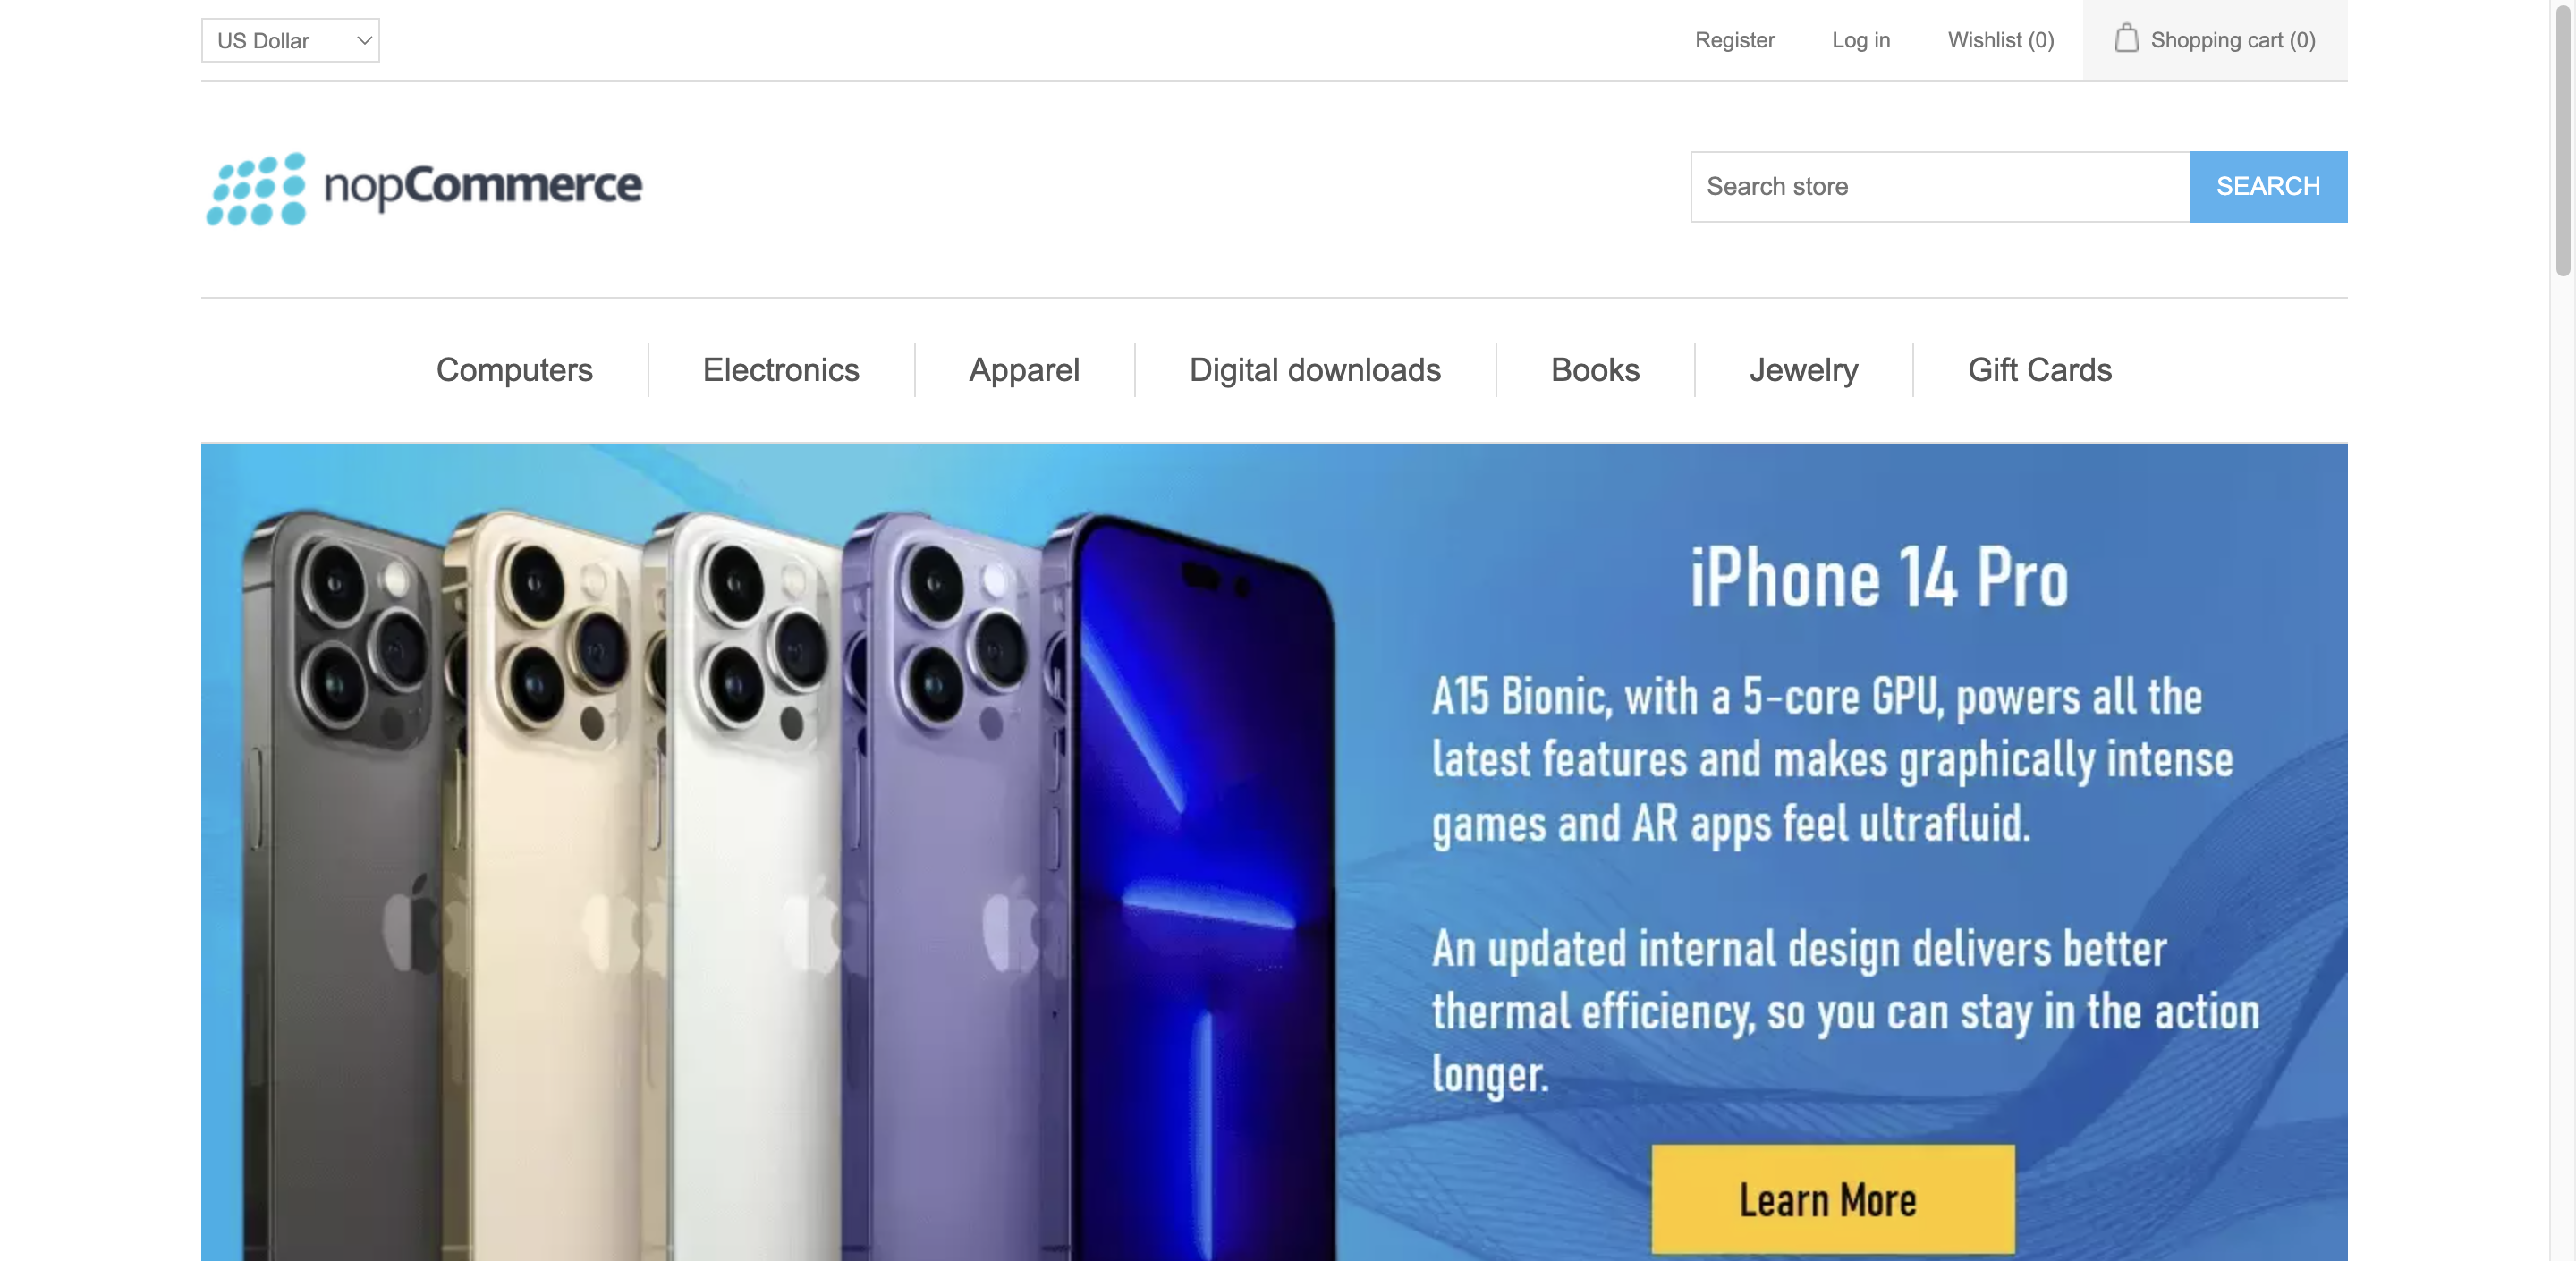 US Dollar
Register
Log in
Wishlist (0)
Shopping cart (0)
nopCommerce
Search store
SEARCH
Computers
Electronics
Apparel
Digital downloads
Books
Jewelry
Gift Cards
iPhone 14 Pro
A15 Bionic, with a 5-core GPU, powers all the
latest features and makes graphically intense
games and AR apps feel ultrafluid.
An updated internal design delivers better
thermal efficiency, so you can stay in the action
longer.
Learn More